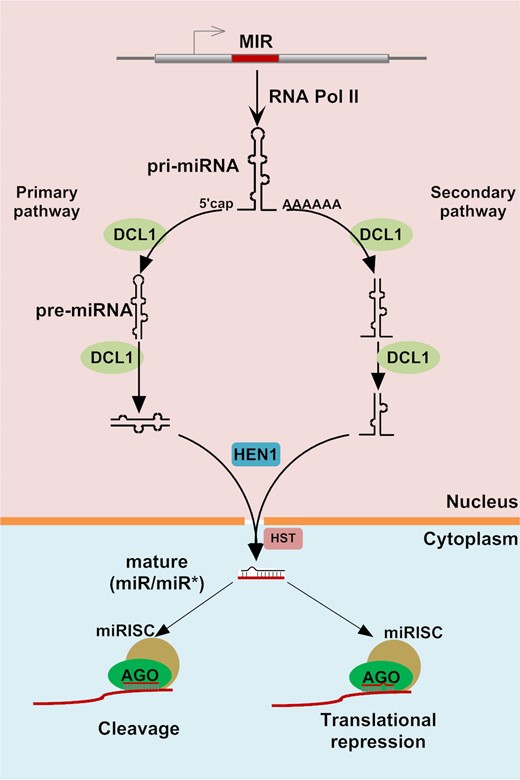 MIR
RNA Pol II
pri-miRNA
Primary
pathway
5'cap
AAAAAA
Secondary
pathway
DCL1
DCL1
pre-miRNA
DCL1
DCL1
HEN1
Nucleus
HST
Cytoplasm
mature
(miR/miR*)
miRISC
miRISC
AGO
AGO
Cleavage
Translational
repression